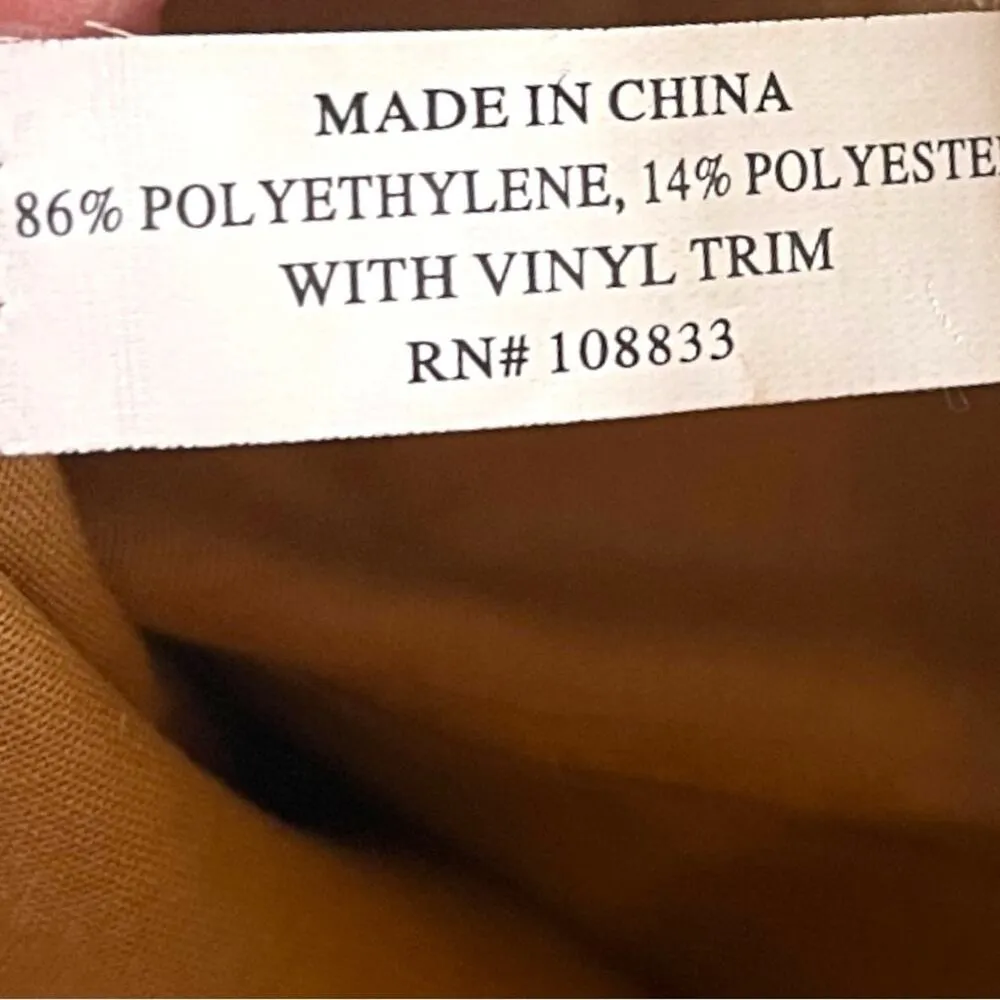 MADE IN CHINA
86% POLYETHYLENE, 14% POLYESTE
WITH VINYL TRIM
RN# 108833